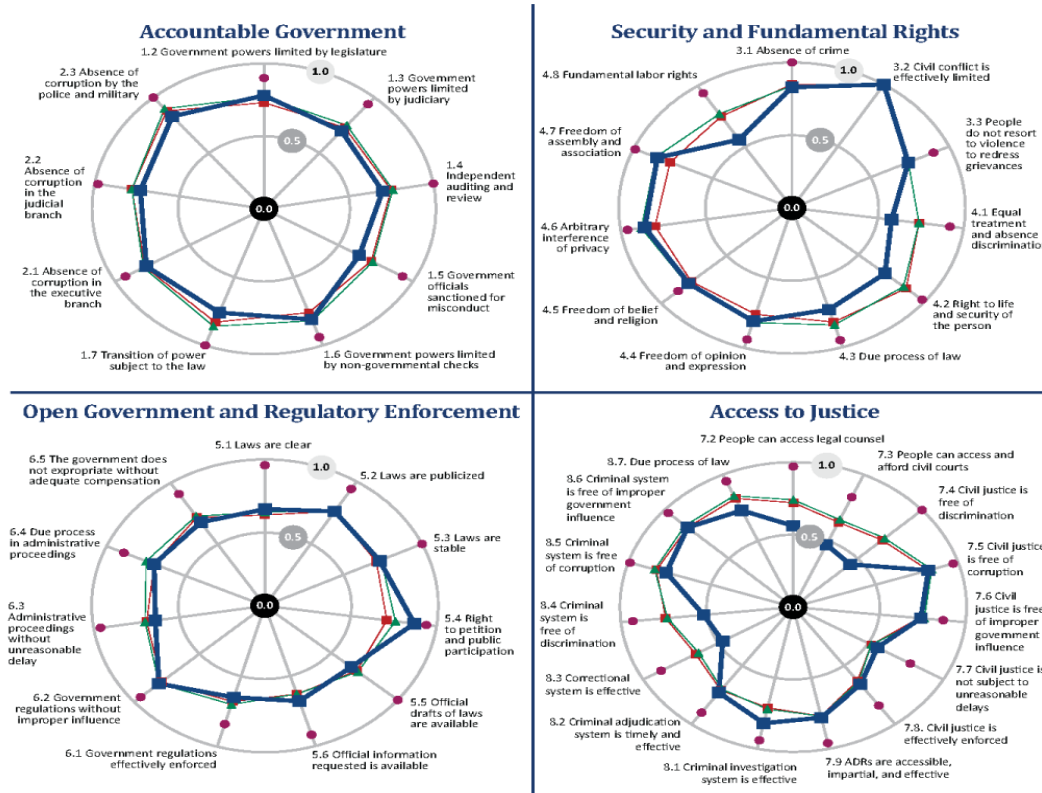 Accountable Government
1.2 Government powers limited by legislature
1.0
2.3 Absence of
corruption by the
police and military
1.3 Government
powers limited
by judiciary
0.5
2.2
Absence of
corruption
in the
judicial
branch
1.4
Independent
auditing and
review
0.0
2.1 Absence of
corruption in
the executive
branch
1.5 Government
officials
sanctioned for
misconduct
1.7 Transition of power
subject to the law
1.6 Government powers limited
by non-governmental checks
Security and Fundamental Rights
3.1 Absence of crime
1.0
4.8 Fundamental labor rights
3.2 Civil conflict is
effectively limited
4.7 Freedom of
assembly and
association
0.5
3.3 People
do not resort
to violence
to redress
grievances
0.0
4.6 Arbitrary
interference
of privacy
4.1 Equal
treatment
and absence
discrimination
4.5 Freedom of belief
and religion
4.2 Right to life
and security of
the person
4.4 Freedom of opinion
and expression
4.3 Due process of law
Open Government and Regulatory Enforcement
5.1 Laws are clear
1.0
6.5 The government does
not expropriate without
adequate compensation
5.2 Laws are publicized
0.5
6.4 Due process
in administrative
proceedings
5.3 Laws are
stable
0.0
6.3
Administrative
proceedings
without
unreasonable
delay
5.4 Right
to petition
and public
participation
6.2 Government
regulations without
improper influence
5.5 Official
drafts of laws
are available
6.1 Government regulations
effectively enforced
5.6 Official information
requested is available
Access to Justice
7.2 People can access legal counsel
1.0
8.7. Due process of law
7.3 People can access and
afford civil courts
8.6 Criminal system
is free of improper
government
influence
7.4 Civil justice is
free of
discrimination
0.5
8.5 Criminal
system is free
of corruption
7.5 Civil justice
is free of
corruption
0.0
8.4 Criminal
system is
free of
discrimination
7.6 Civil
justice is free
of improper
government
influence
8.3 Correctional
system is effective
7.7 Civil justice is
not subject to
unreasonable
delays
8.2 Criminal adjudication
system is timely and
effective
7.8. Civil justice is
effectively enforced
8.1 Criminal investigation
system is effective
7.9 ADRs are accessible,
impartial, and effective